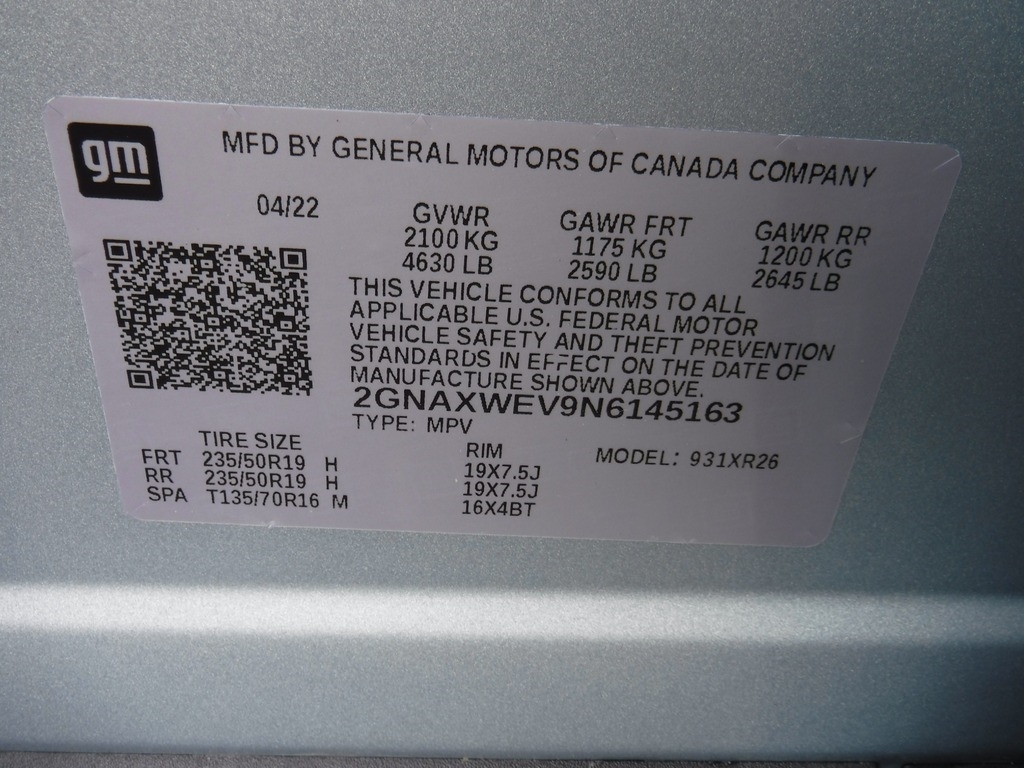 gm
MFD BY GENERAL MOTORS OF CANADA COMPANY
04/22 GVWR GAWR FRT GAWR RR
2100 KG 1175 KG 1200 KG
4630 LB 2590 LB 2645 LB
THIS VEHICLE CONFORMS TO ALL
APPLICABLE U.S. FEDERAL MOTOR
VEHICLE SAFETY AND THEFT PREVENTION
STANDARDS IN EFFECT ON THE DATE OF
MANUFACTURE SHOWN ABOVE.
2GNAXWEV9N6145163
TYPE: MPV
TIRE SIZE RIM MODEL: 931XR26
FRT 235/50R19 H 19X7.5J
RR 235/50R19 H 19X7.5J
SPA T135/70R16 M 16X4BT